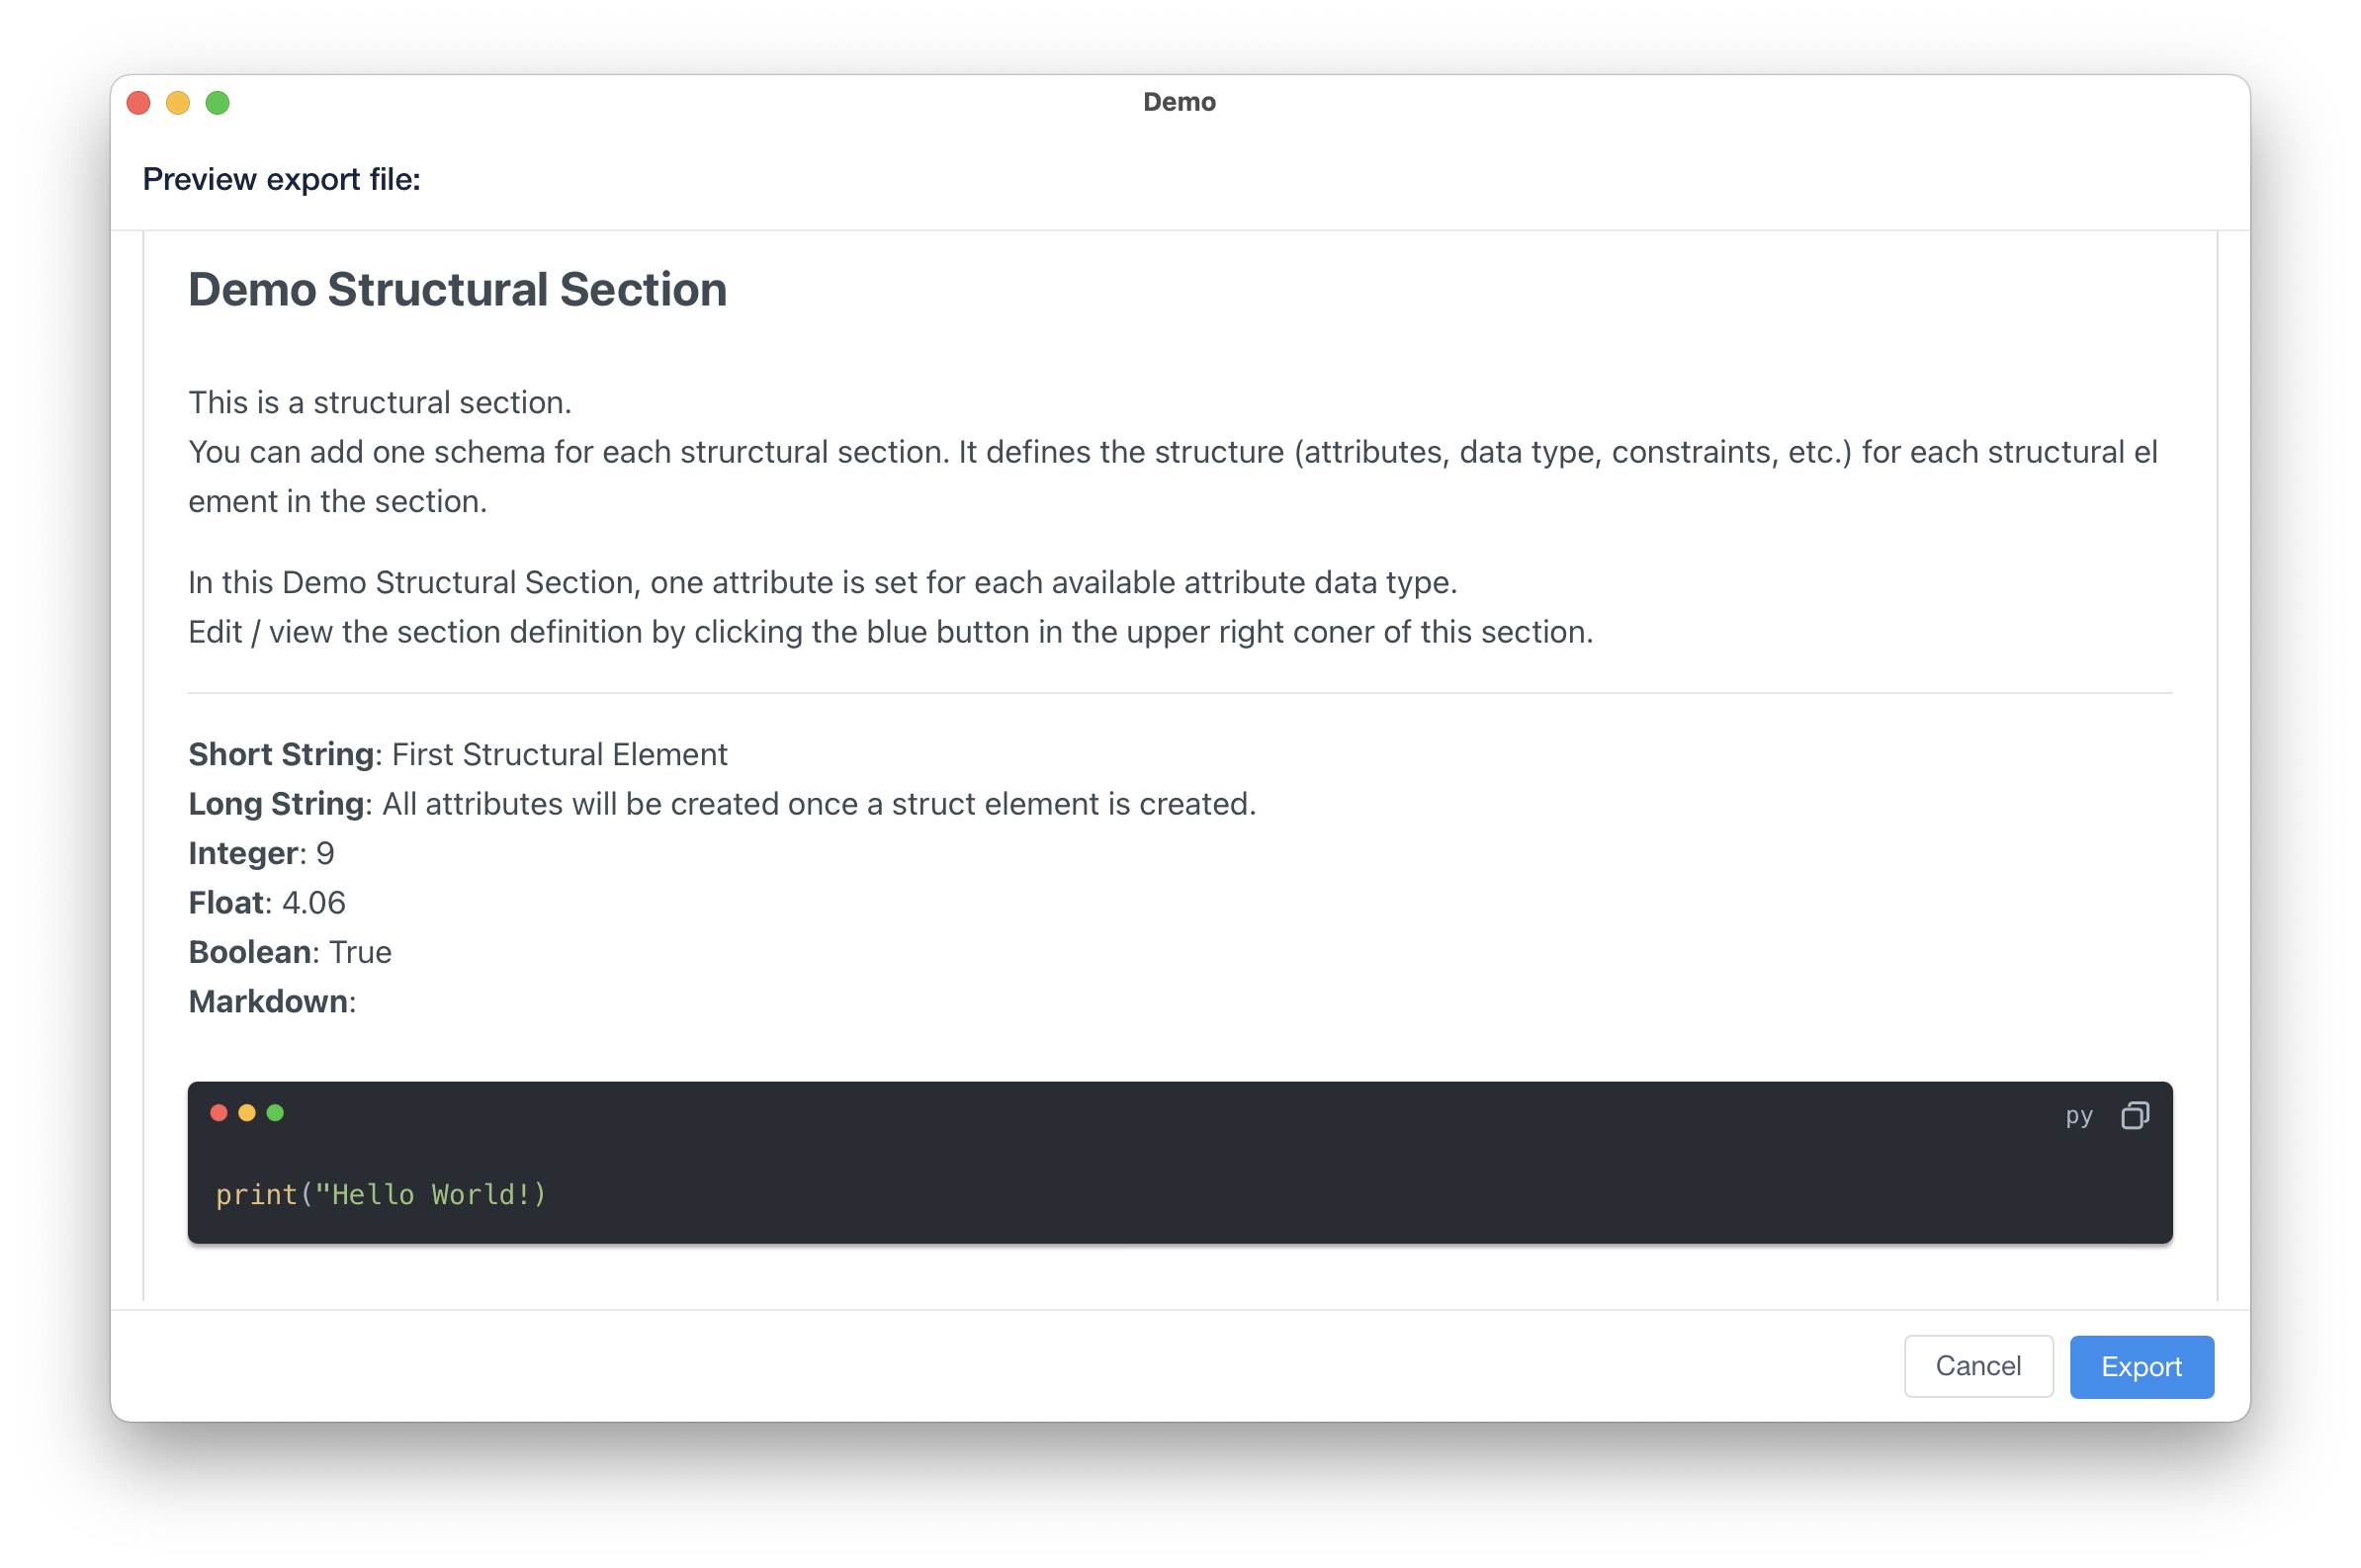 Demo
Preview export file:
Demo Structural Section
This is a structural section.
You can add one schema for each strurctural section. It defines the structure (attributes, data type, constraints, etc.) for each structural el
ement in the section.
In this Demo Structural Section, one attribute is set for each available attribute data type.
Edit / view the section definition by clicking the blue button in the upper right coner of this section.
Short String: First Structural Element
Long String: All attributes will be created once a struct element is created.
Integer: 9
Float: 4.06
Boolean: True
Markdown:
py
print("Hello World!)
Cancel
Export